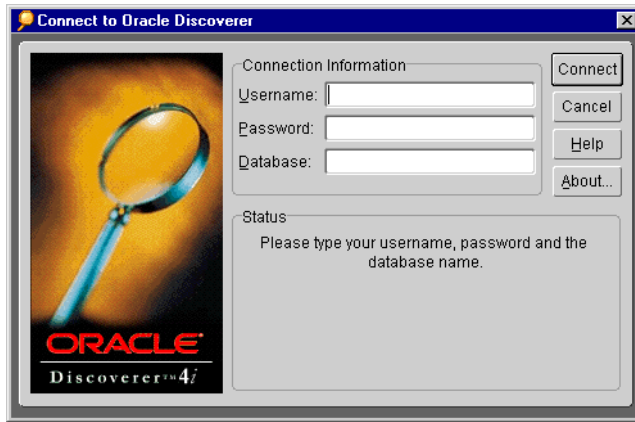 Connect to Oracle Discoverer
Connection Information
Username:
Password:
Database:
Connect
Cancel
Help
About...
Status
Please type your username, password and the
database name.
ORACLE
Discoverer™ 4i